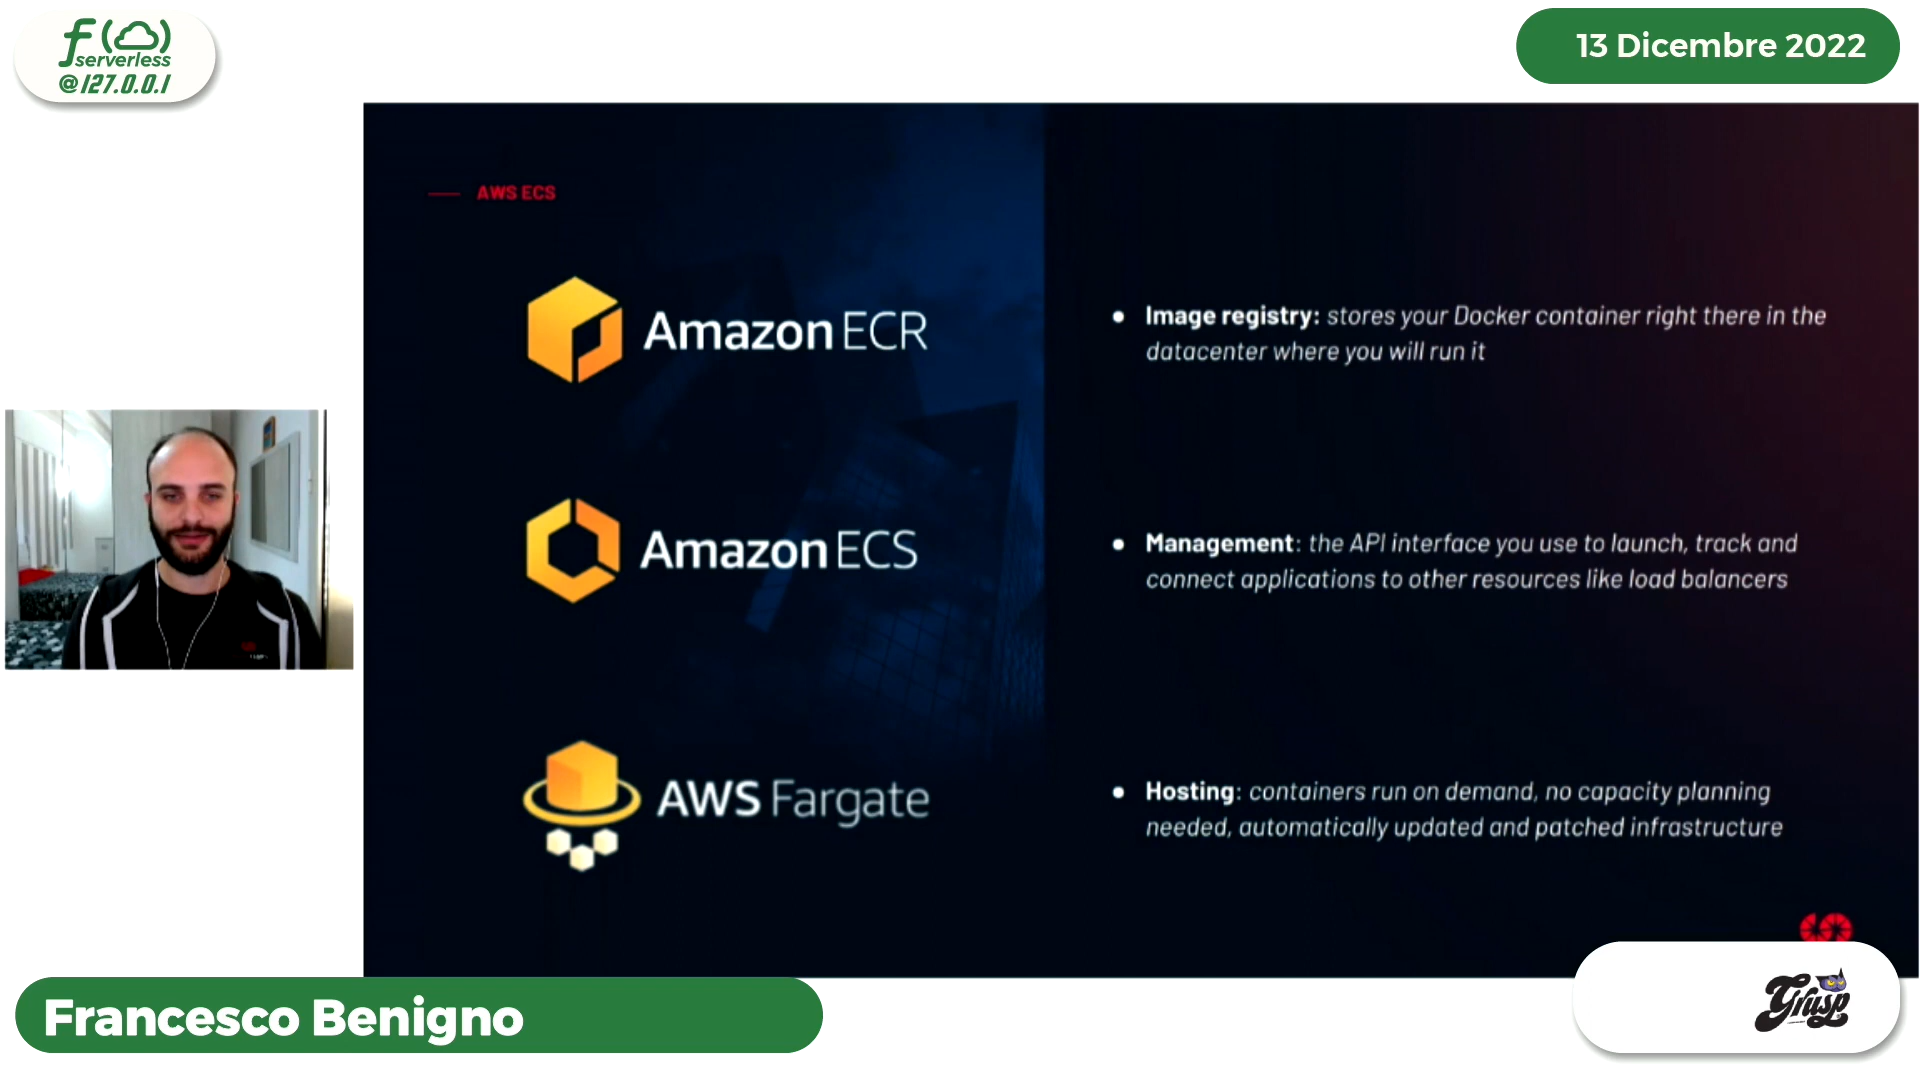 f()
serverless
@127.0.0.1
13 Dicembre 2022
AWS ECS
Amazon ECR
Image registry: stores your Docker container right there in the
datacenter where you will run it
Amazon ECS
Management: the API interface you use to launch, track and
connect applications to other resources like load balancers
AWS Fargate
Hosting: containers run on demand, no capacity planning
needed, automatically updated and patched infrastructure
Francesco Benigno
Grusp